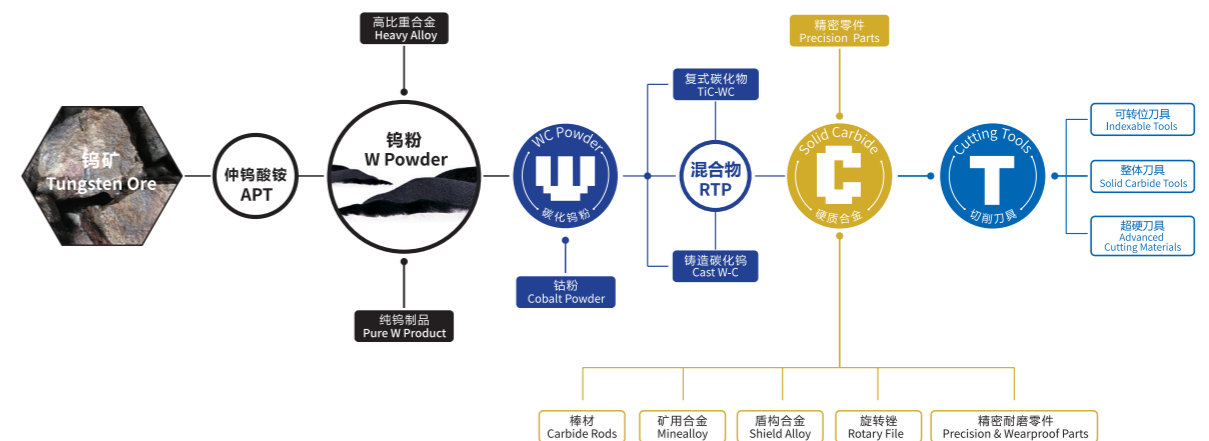 高比重合金
Heavy Alloy
精密零件
Precision Parts
钨矿
Tungsten Ore
仲钨酸铵
APT
钨粉
W Powder
纯钨制品
Pure W Product
WC Powder
W
碳化钨粉
钴粉
Cobalt Powder
复式碳化物
TiC-WC
混合物
RTP
铸造碳化钨
Cast W-C
Solid Carbide
C
硬质合金
Cutting Tools
T
切削刀具
可转位刀具
Indexable Tools
整体刀具
Solid Carbide Tools
超硬刀具
Advanced
Cutting Materials
棒材
Carbide Rods
矿用合金
Minealloy
盾构合金
Shield Alloy
旋转锉
Rotary File
精密耐磨零件
Precision & Wearproof Parts